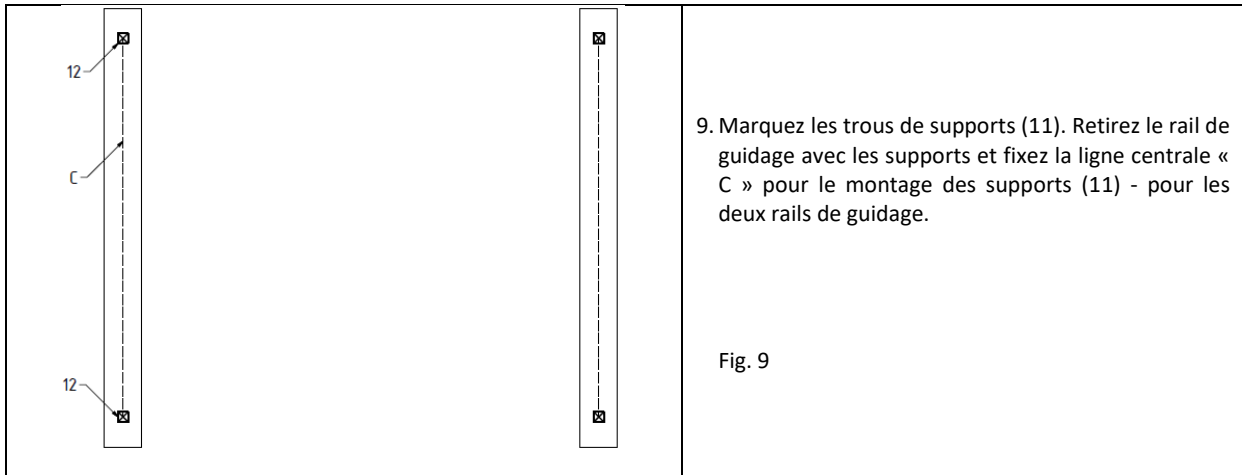 12
C
12
9. Marquez les trous de supports (11). Retirez le rail de
guidage avec les supports et fixez la ligne centrale «
C » pour le montage des supports (11) - pour les
deux rails de guidage.
Fig. 9